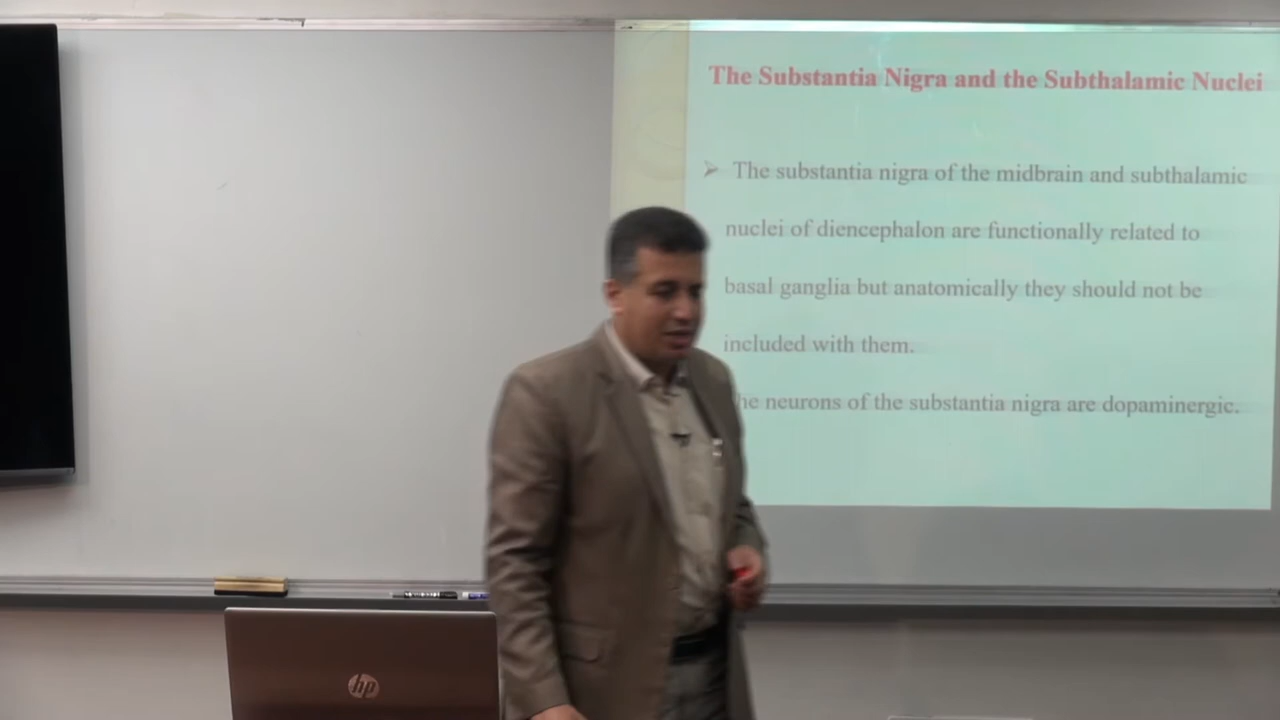 The Substantia Nigra and the Subthalamic Nuclei
The substantia nigra of the midbrain and subthalamic
nuclei of diencephalon are functionally related to
basal ganglia but anatomically they should not be
included with them.
he neurons of the substantia nigra are dopaminergic.
hp